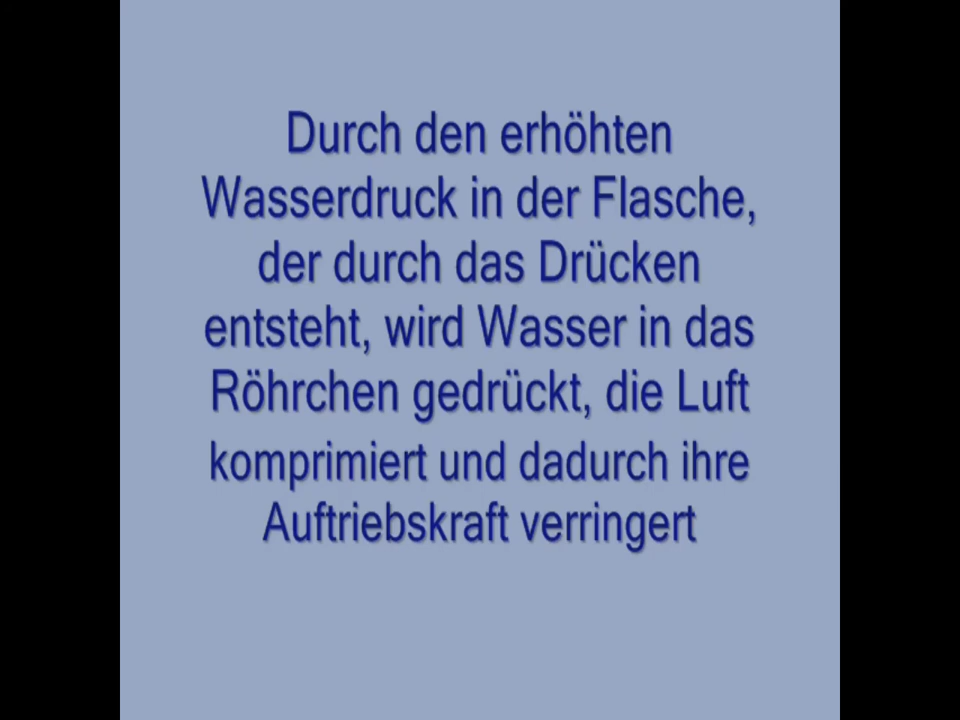 Durch den erhöhten
Wasserdruck in der Flasche,
der durch das Drücken
entsteht, wird Wasser in das
Röhrchen gedrückt, die Luft
komprimiert und dadurch ihre
Auftriebskraft verringert